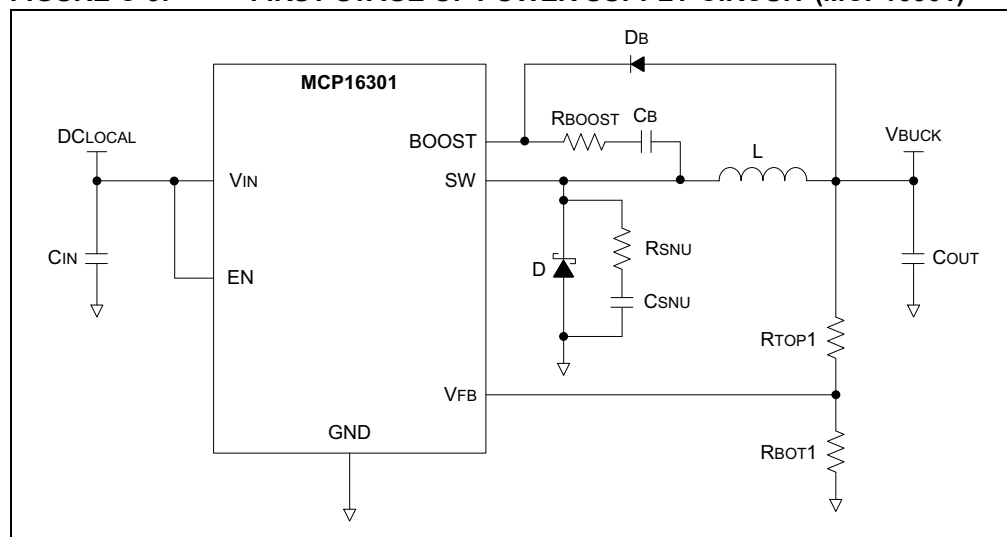 MCP16301
DB
RBOOST
CB
DCLOCAL
BOOST
VBUCK
L
VIN
SW
CIN
RSNU
D
COUT
EN
CSNU
RTOP1
VFB
GND
RBOT1